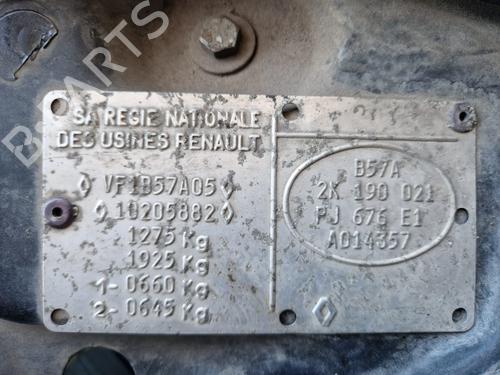 SA REGIE NATIONALE
DES USINES RENAULT
VF1B57A05
10205882
1275 Kg
1925 Kg
1-0660 Kg
2-0645 Kg
B57A
2K 190 021
PJ 676 E1
A014357
B-PARTS